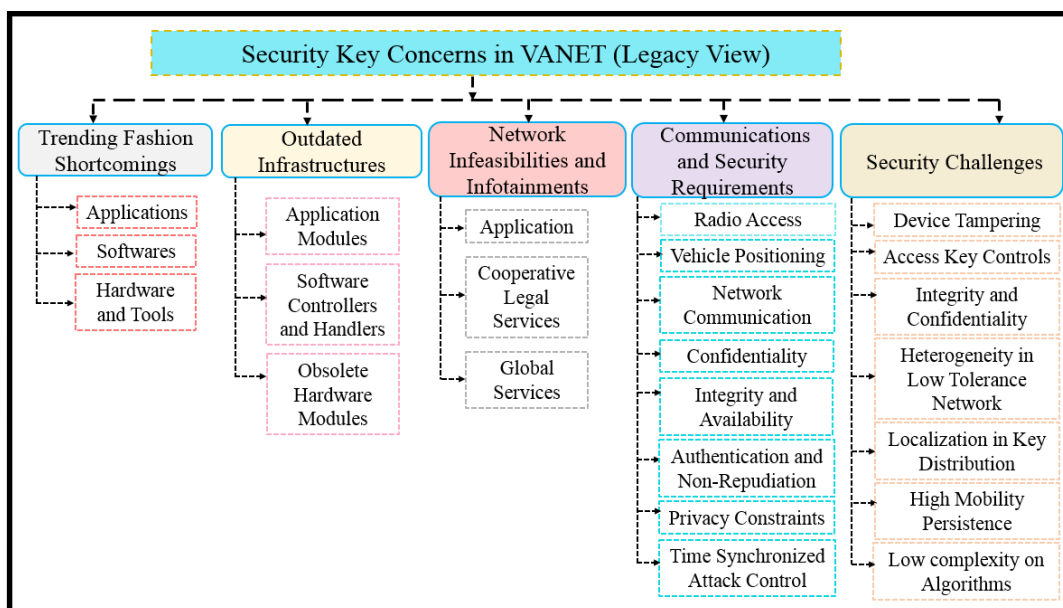 Security Key Concerns in VANET (Legacy View)
Trending Fashion
Shortcomings
Applications
Softwares
Hardware
and Tools
Outdated
Infrastructures
Application
Modules
Software
Controllers
and Handlers
Obsolete
Hardware
Modules
Network
Infeasibilities and
Infotainments
Application
Cooperative
Legal
Services
Global
Services
Communications
and Security
Requirements
Radio Access
Vehicle Positioning
Network
Communication
Confidentiality
Integrity and
Availability
Authentication and
Non-Repudiation
Privacy Constraints
Time Synchronized
Attack Control
Security Challenges
Device Tampering
Access Key Controls
Integrity and
Confidentiality
Heterogeneity in
Low Tolerance
Network
Localization in Key
Distribution
High Mobility
Persistence
Low complexity on
Algorithms